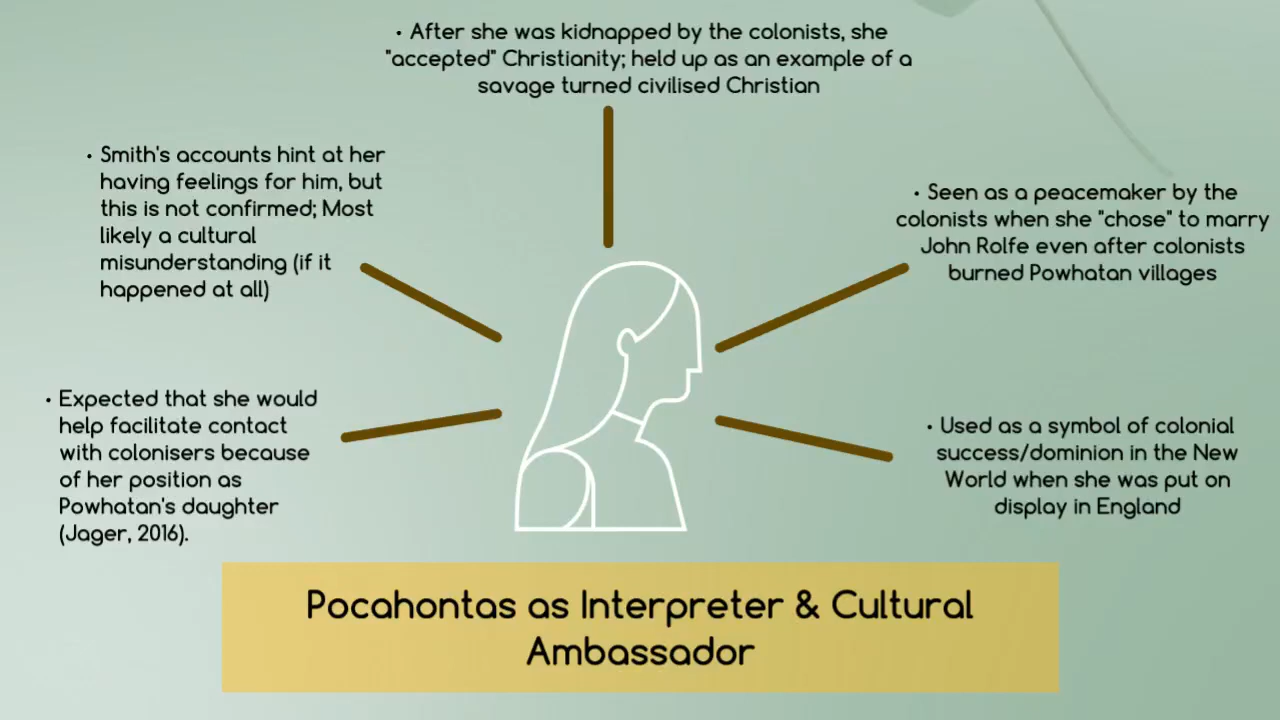 • After she was kidnapped by the colonists, she
"accepted" Christianity; held up as an example of a
savage turned civilised Christian
• Smith's accounts hint at her
having feelings for him, but
this is not confirmed; Most
likely a cultural
misunderstanding (if it
happened at all)
• Seen as a peacemaker by the
colonists when she "chose" to marry
John Rolfe even after colonists
burned Powhatan villages
• Expected that she would
help facilitate contact
with colonisers because
of her position as
Powhatan's daughter
(Jager, 2016).
• Used as a symbol of colonial
success/dominion in the New
World when she was put on
display in England
Pocahontas as Interpreter & Cultural
Ambassador